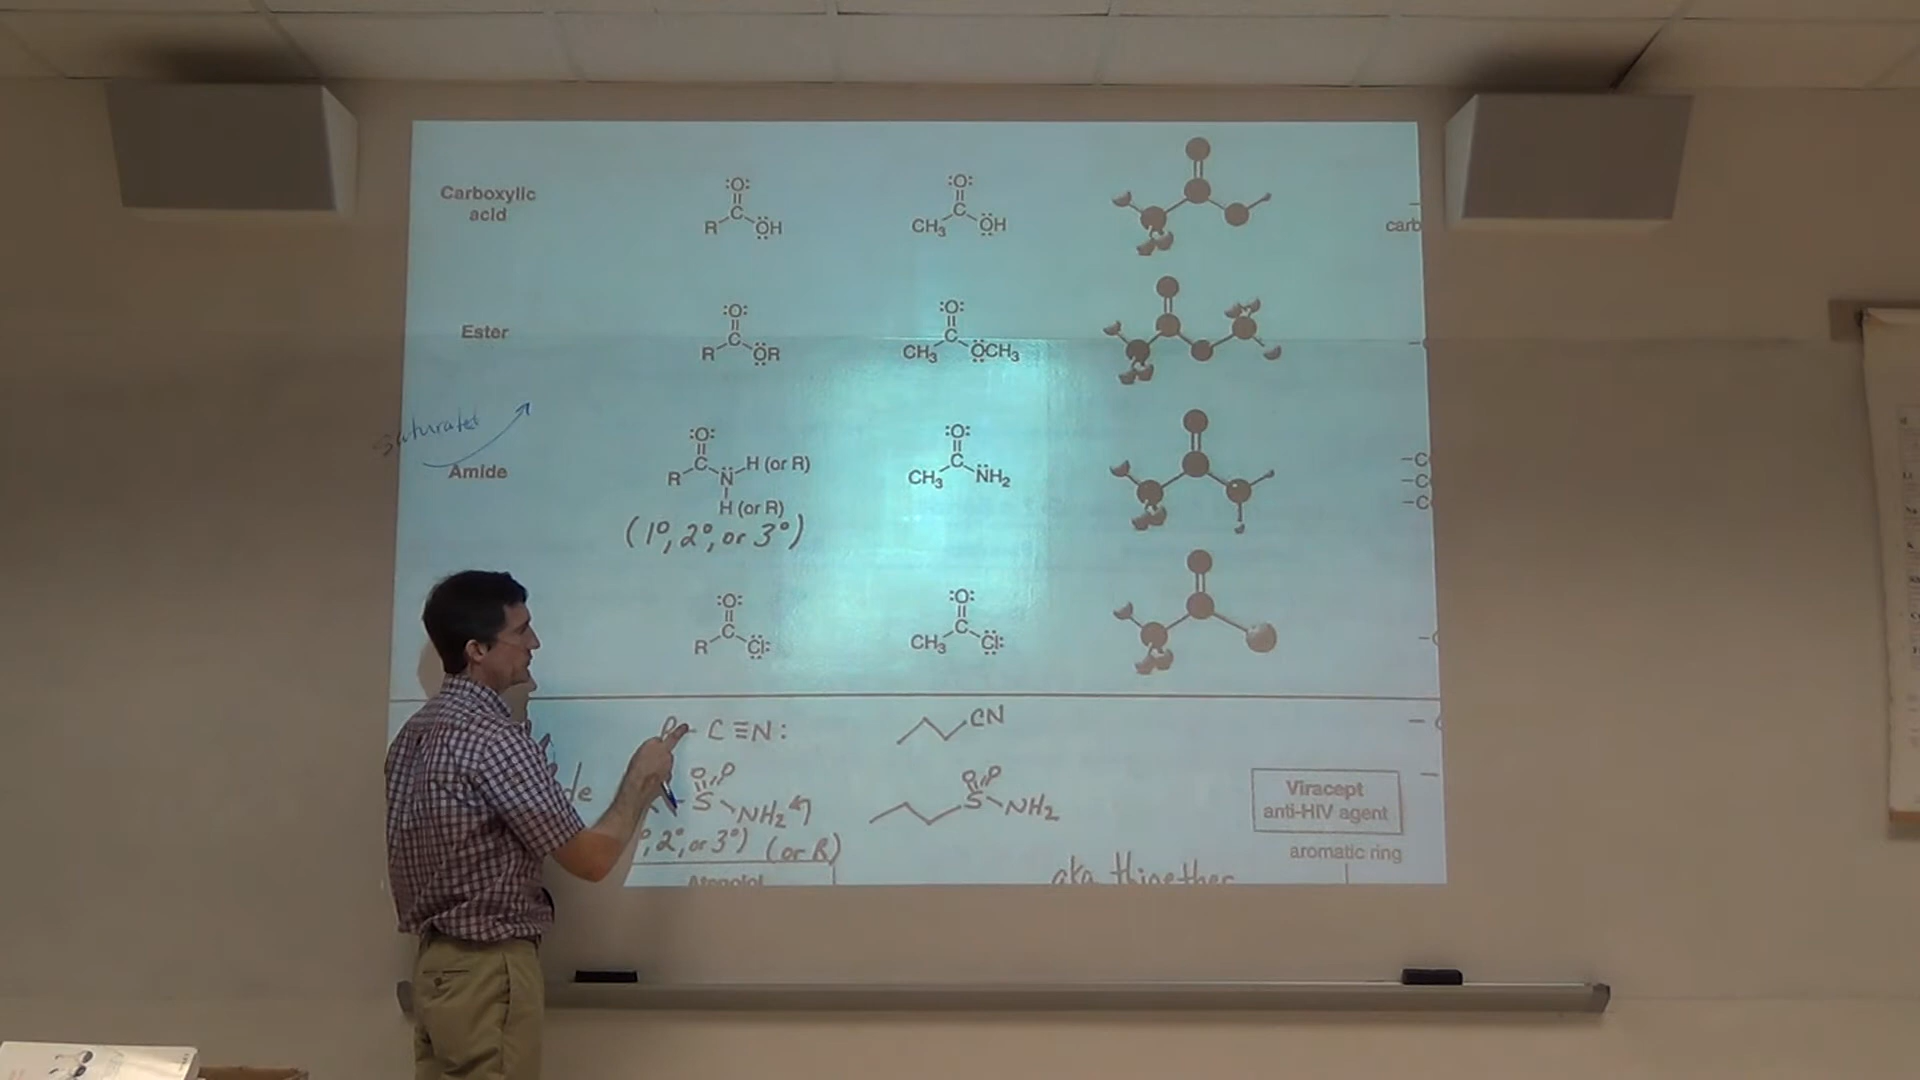 Carboxylic
acid
:O:
C
R
ÖH
:O:
C
CH₃
ÖH
carb
Ester
:O:
C
R
ÖR
:O:
C
CH₃
ÖCH₃
saturated
Amide
:O:
C
R
N
H (or R)
H (or R)
(1°, 2°, or 3°)
:O:
C
CH₃
NH₂
–C
–C
–C
:O:
C
R
Cl:
:O:
C
CH₃
Cl:
R – C≡N:
CN
de
O O
S
NH₂
, 2°, or 3°) (or R)
O O
S
NH₂
Viracept
anti-HIV agent
aromatic ring
Atenolol
aka thioether